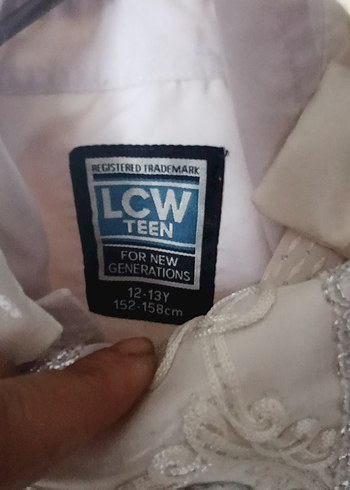 REGISTERED TRADEMARK
LCW
TEEN
FOR NEW
GENERATIONS
12-13Y
152-158cm